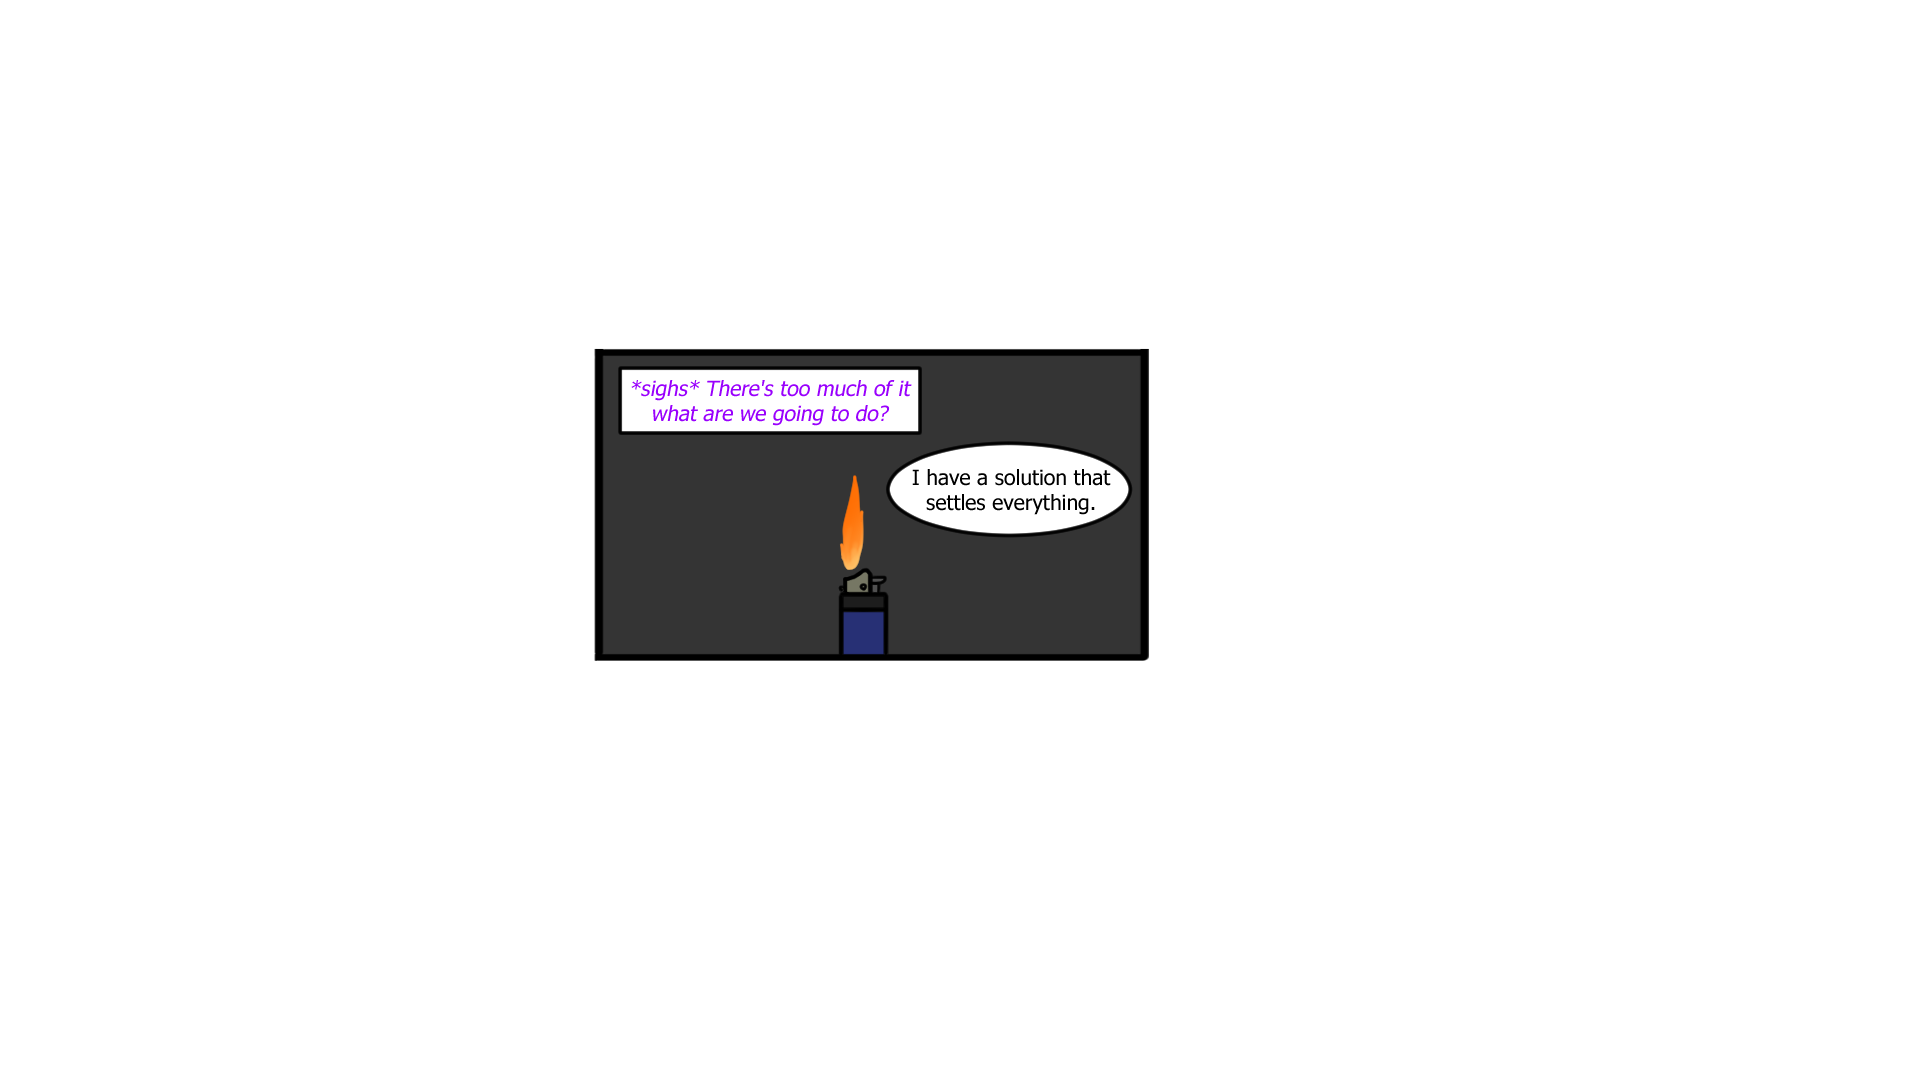 *sighs* There's too much of it
what are we going to do?
I have a solution that
settles everything.